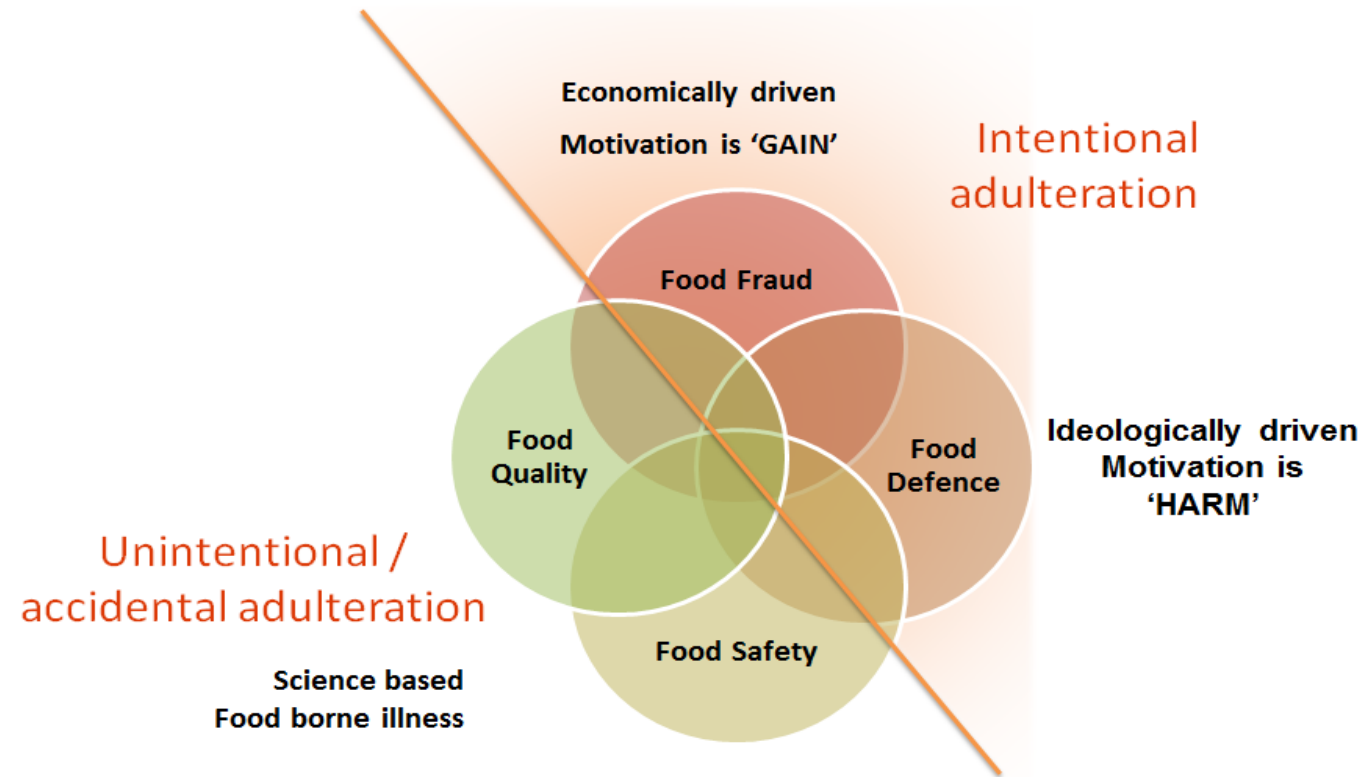 Economically driven
Motivation is ‘GAIN’
Intentional
adulteration
Food Fraud
Food
Quality
Food
Defence
Ideologically driven
Motivation is
‘HARM’
Unintentional /
accidental adulteration
Food Safety
Science based
Food borne illness